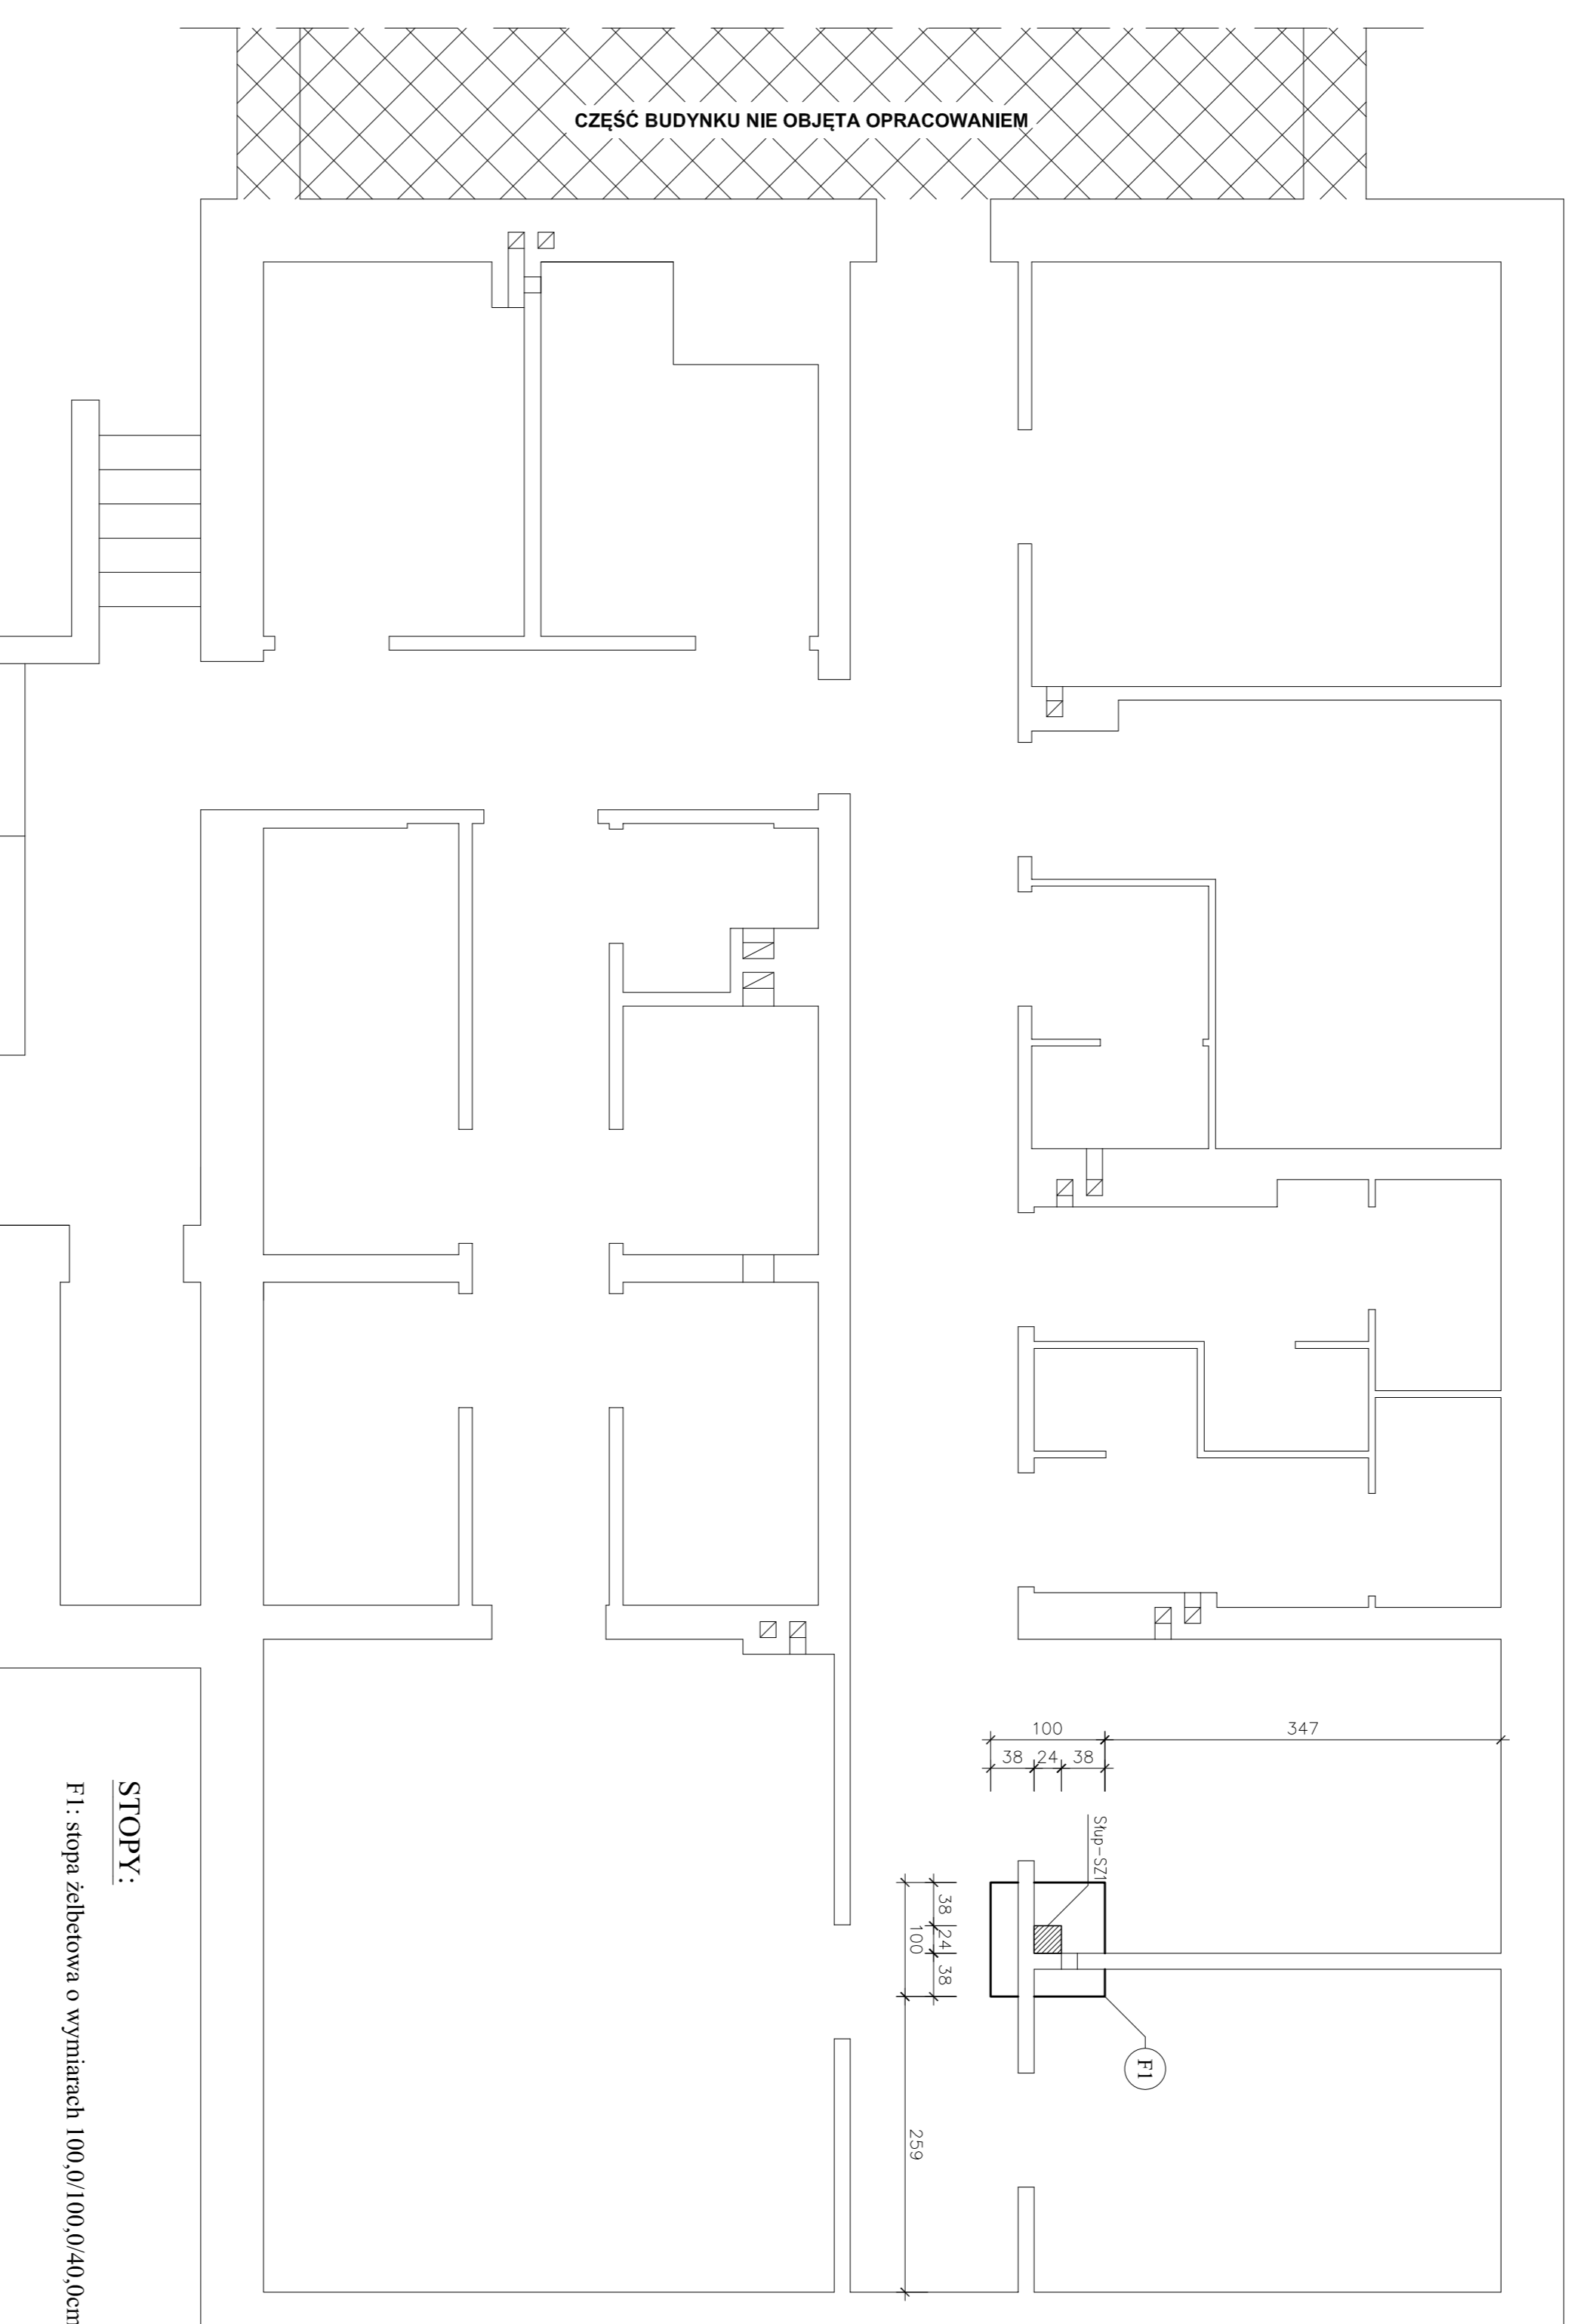 CZĘŚĆ BUDYNKU NIE OBJĘTA OPRACOWANIEM
100
347
38 24 38
Słup-SZ1
38 24 38
100
F1
259
STOPY:
F1: stopa żelbetowa o wymiarach 100,0/100,0/40,0cm